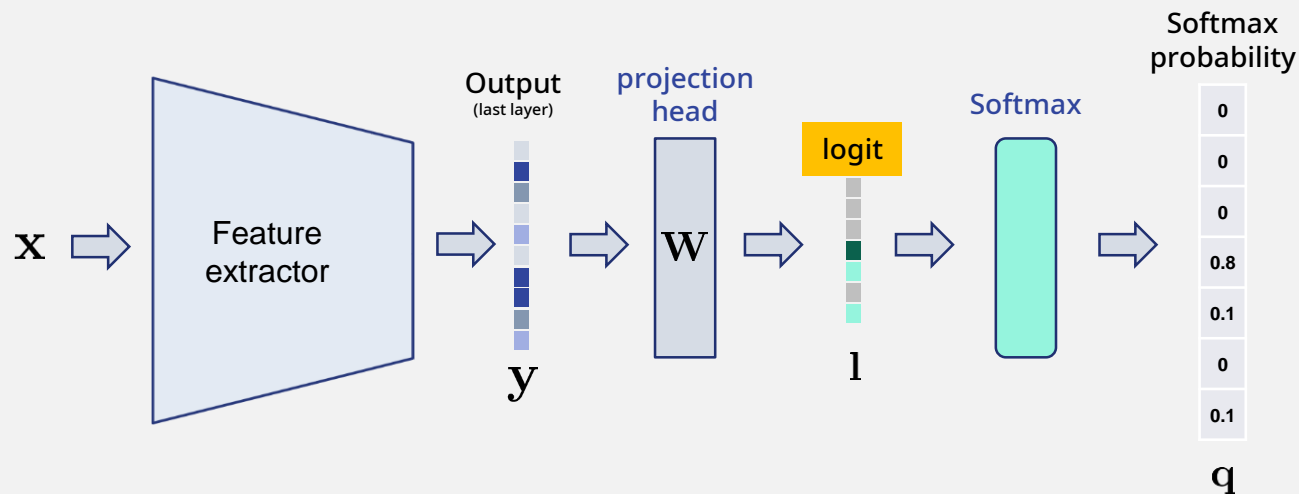 x
Feature
extractor
Output
(last layer)
y
projection
head
W
logit
l
Softmax
Softmax
probability
0
0
0
0.8
0.1
0
0.1
q